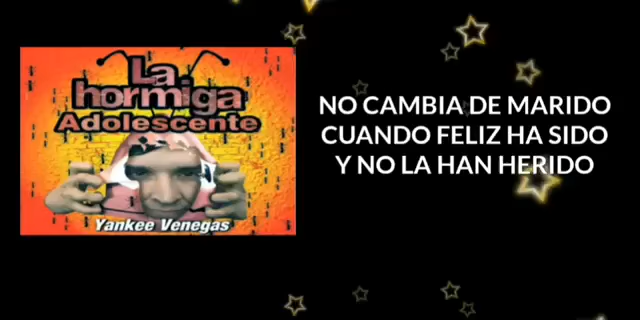 La
hormiga
Adolescente
Yankee Venegas
NO CAMBIA DE MARIDO
CUANDO FELIZ HA SIDO
Y NO LA HAN HERIDO